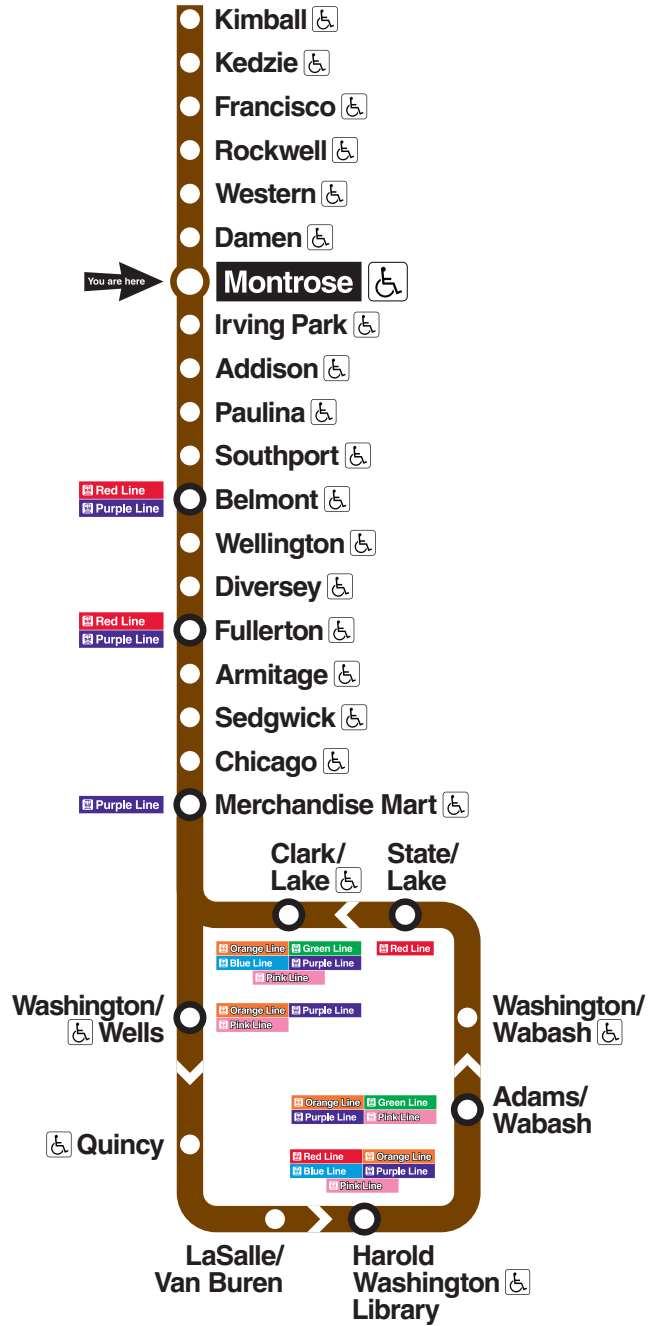 Kimball
Kedzie
Francisco
Rockwell
Western
Damen
You are here
Montrose
Irving Park
Addison
Paulina
Southport
Red Line
Purple Line
Belmont
Wellington
Diversey
Red Line
Purple Line
Fullerton
Armitage
Sedgwick
Chicago
Purple Line
Merchandise Mart
Clark/
Lake
State/
Lake
Orange Line Green Line
Blue Line Purple Line
Pink Line
Red Line
Washington/
Wells
Orange Line Purple Line
Pink Line
Washington/
Wabash
Orange Line Green Line
Purple Line Pink Line
Adams/
Wabash
Quincy
Red Line Orange Line
Blue Line Purple Line
Pink Line
LaSalle/
Van Buren
Harold
Washington
Library